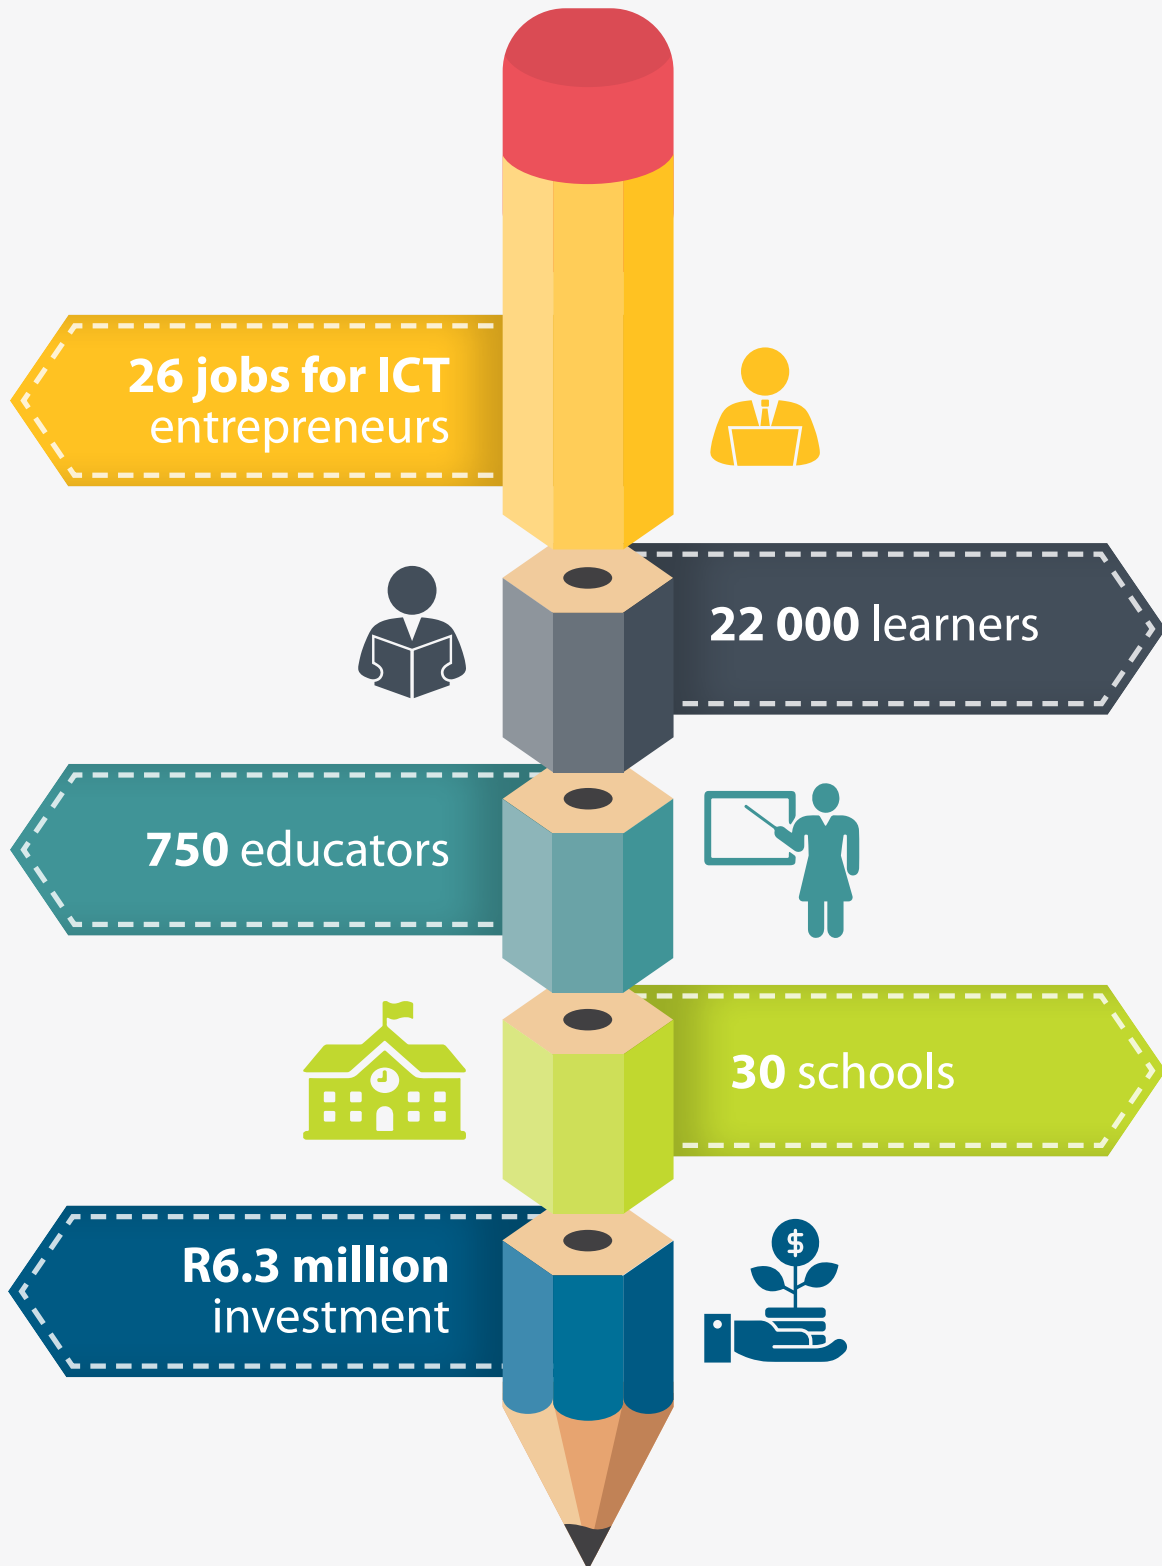 26 jobs for ICT
entrepreneurs
22 000 learners
750 educators
30 schools
R6.3 million
investment
$